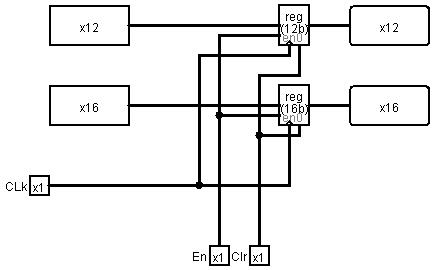 x12
reg
(12b)
en0
x12
x16
reg
(16b)
en0
x16
CLk x1
En x1 Clr x1